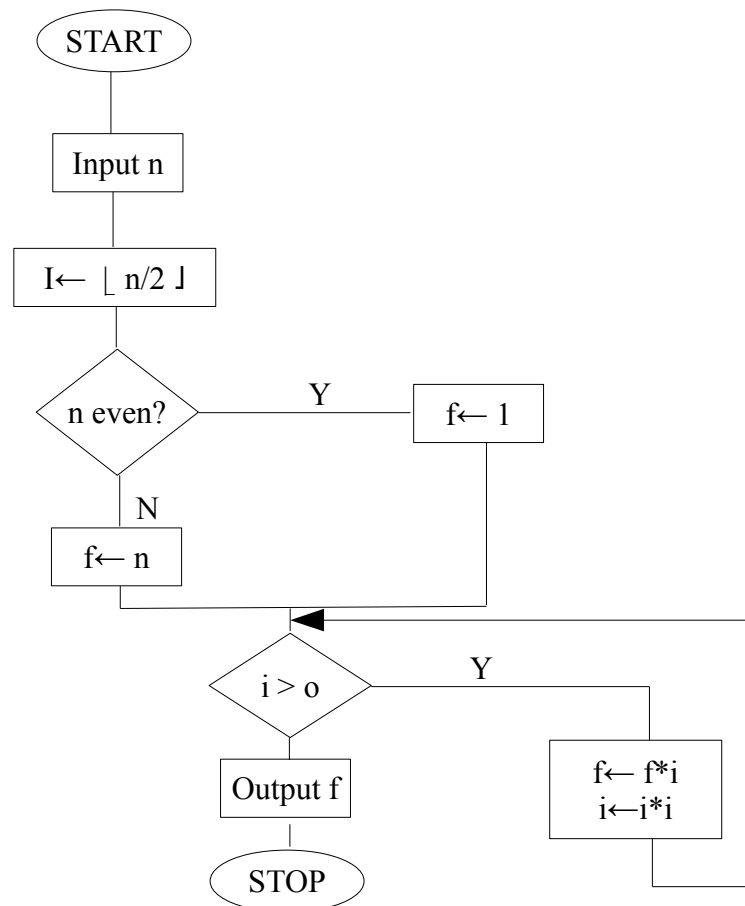 START
Input n
I← ⌊ n/2 ⌋
n even?
Y
f← 1
N
f← n
i > o
Y
f← f*i
i←i*i
Output f
STOP